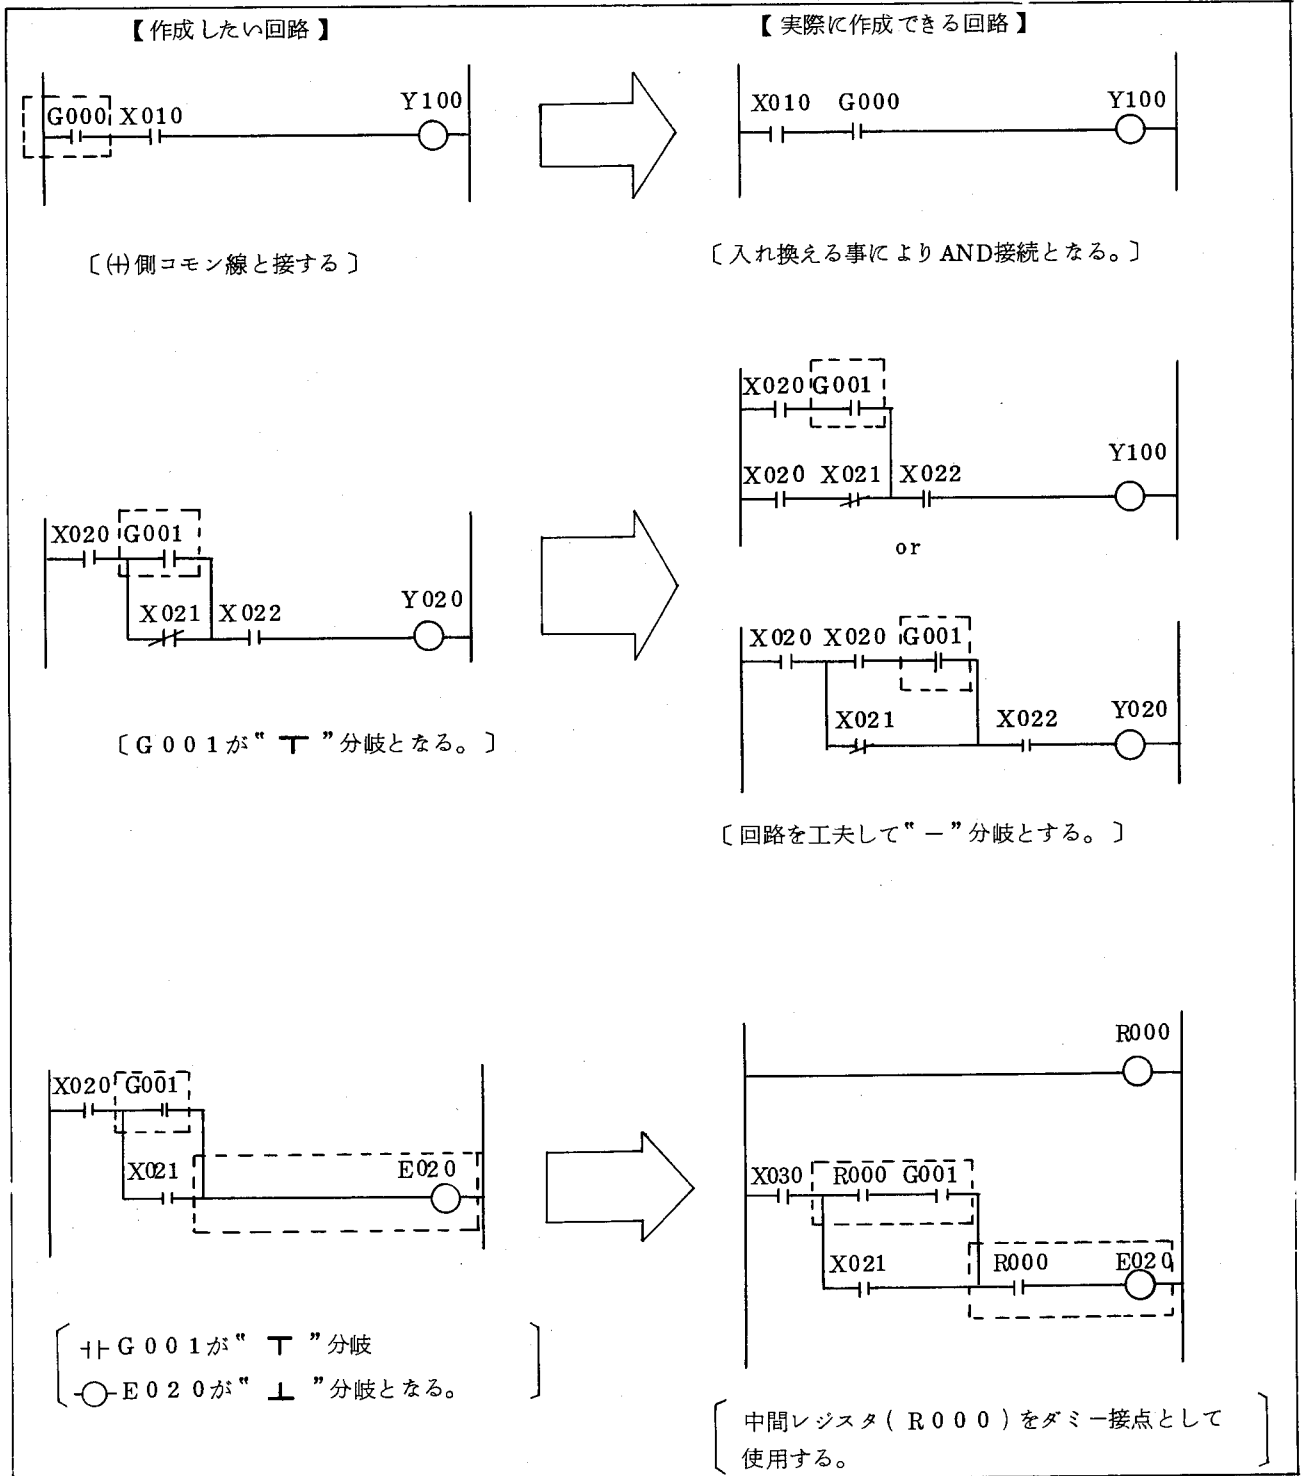 【作成したい回路】
【実際に作成できる回路】
G000 X010
Y100
X010 G000
Y100
〔(+)側コモン線と接する〕
〔入れ換える事によりAND接続となる。〕
X020 G001
Y100
X020 X021 X022
or
X020 G001
X021 X022
Y020
X020 X020 G001
X021
X022
Y020
〔G001が“┳”分岐となる。〕
〔回路を工夫して“−”分岐とする。〕
R000
X020 G001
X021
E020
X030 R000 G001
X021
R000
E020
G001が“┳”分岐
E020が“┻”分岐となる。
中間レジスタ(R000)をダミー接点として
使用する。